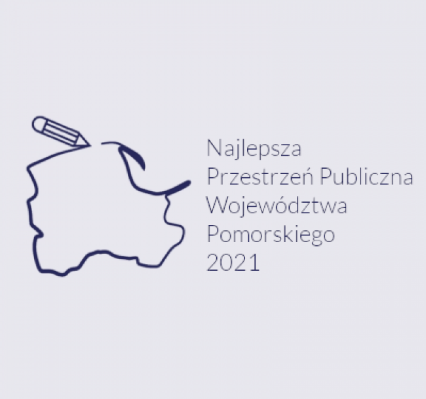 Najlepsza
Przestrzeń Publiczna
Województwa
Pomorskiego
2021